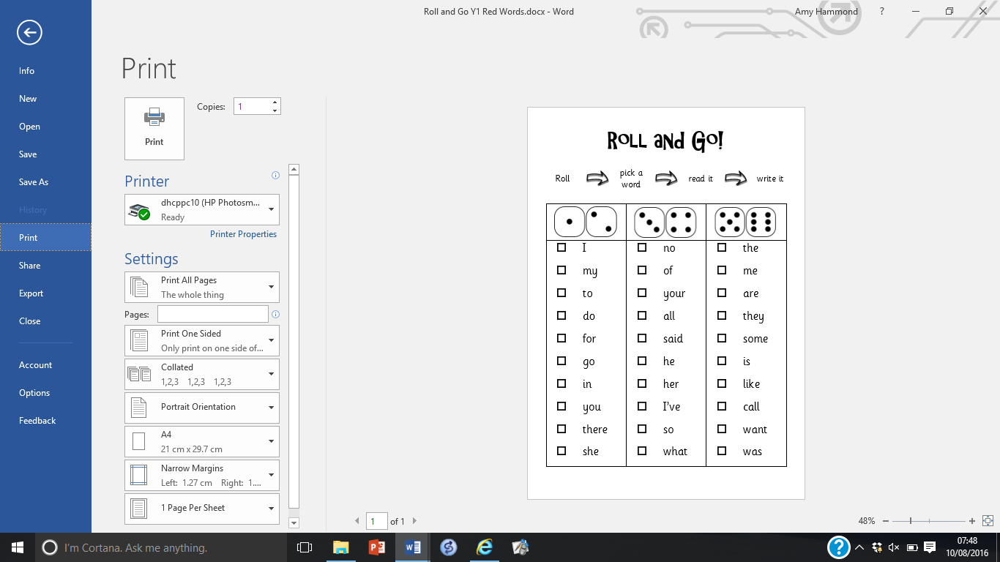 Roll and Go Y1 Red Words.docx - Word
Amy Hammond
?
Info
New
Open
Save
Save As
History
Print
Share
Export
Close
Account
Options
Feedback
Print
Print
Copies: 1
Printer
dhcppc10 (HP Photosm...
Ready
Printer Properties
Settings
Print All Pages
The whole thing
Pages:
Print One Sided
Only print on one side of...
Collated
1,2,3 1,2,3 1,2,3
Portrait Orientation
A4
21 cm x 29.7 cm
Narrow Margins
Left: 1.27 cm Right: 1....
1 Page Per Sheet
Roll and Go!
Roll
pick a
word
read it
write it
I no the
my of me
to your are
do all they
for said some
go he is
in her like
you I've call
there so want
she what was
1 of 1
48%
I'm Cortana. Ask me anything.
07:48
10/08/2016